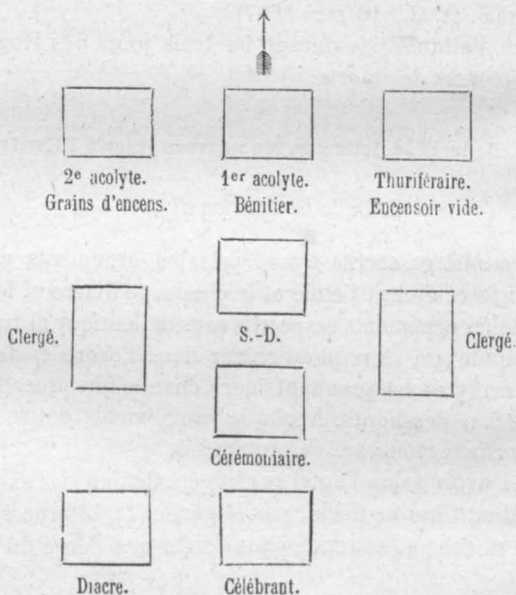 2e acolyte.
Grains d'encens.
1er acolyte.
Bénitier.
Thuriféraire.
Encensoir vide.
Clergé.
S.-D.
Clergé.
Cérémoniaire.
Diacre.
Célébrant.